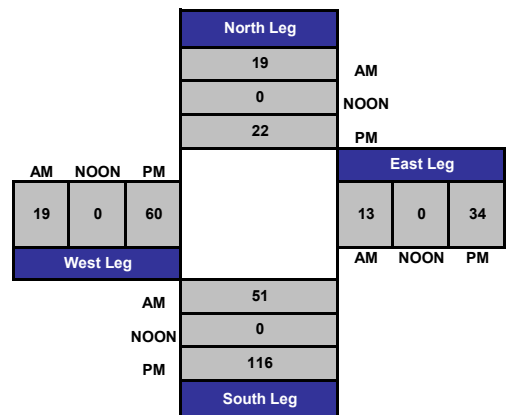 North Leg
19 AM
0 NOON
22 PM
East Leg
AM NOON PM
19 0 60
13 0 34
West Leg
AM NOON PM
AM 51
NOON 0
PM 116
South Leg